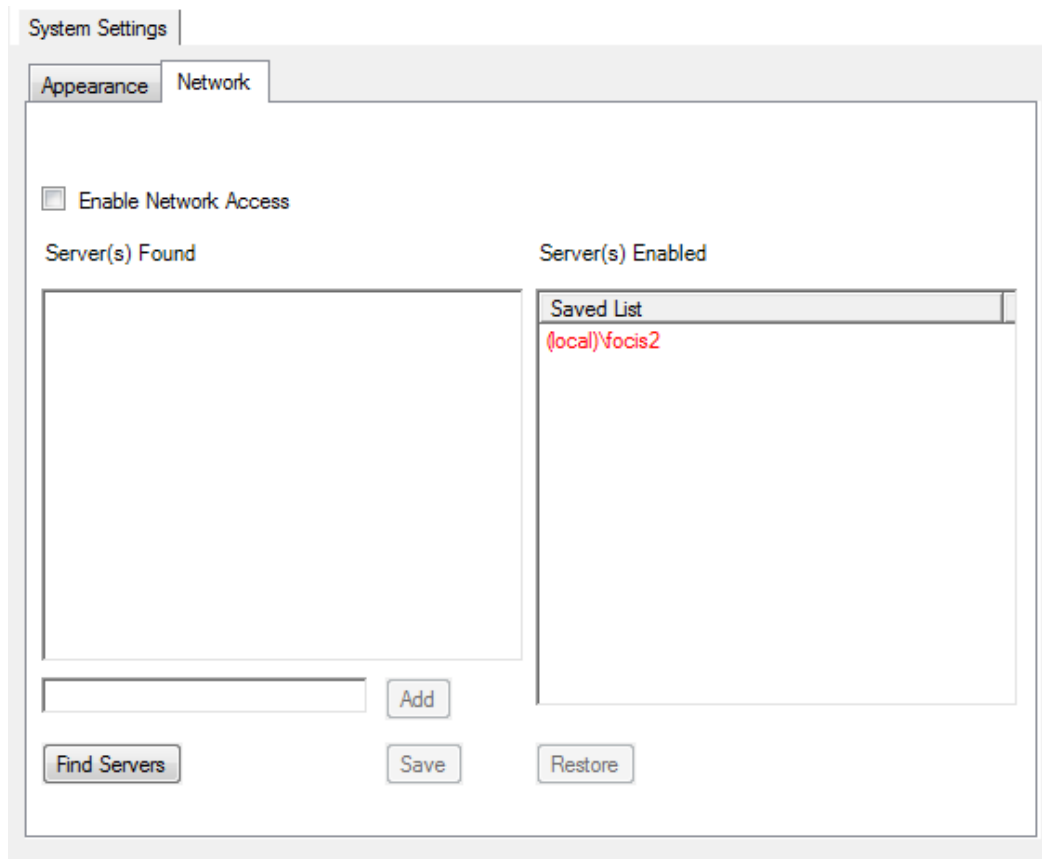 System Settings
Appearance Network
Enable Network Access
Server(s) Found Server(s) Enabled
Saved List
(local)\focis2
Add
Find Servers Save Restore